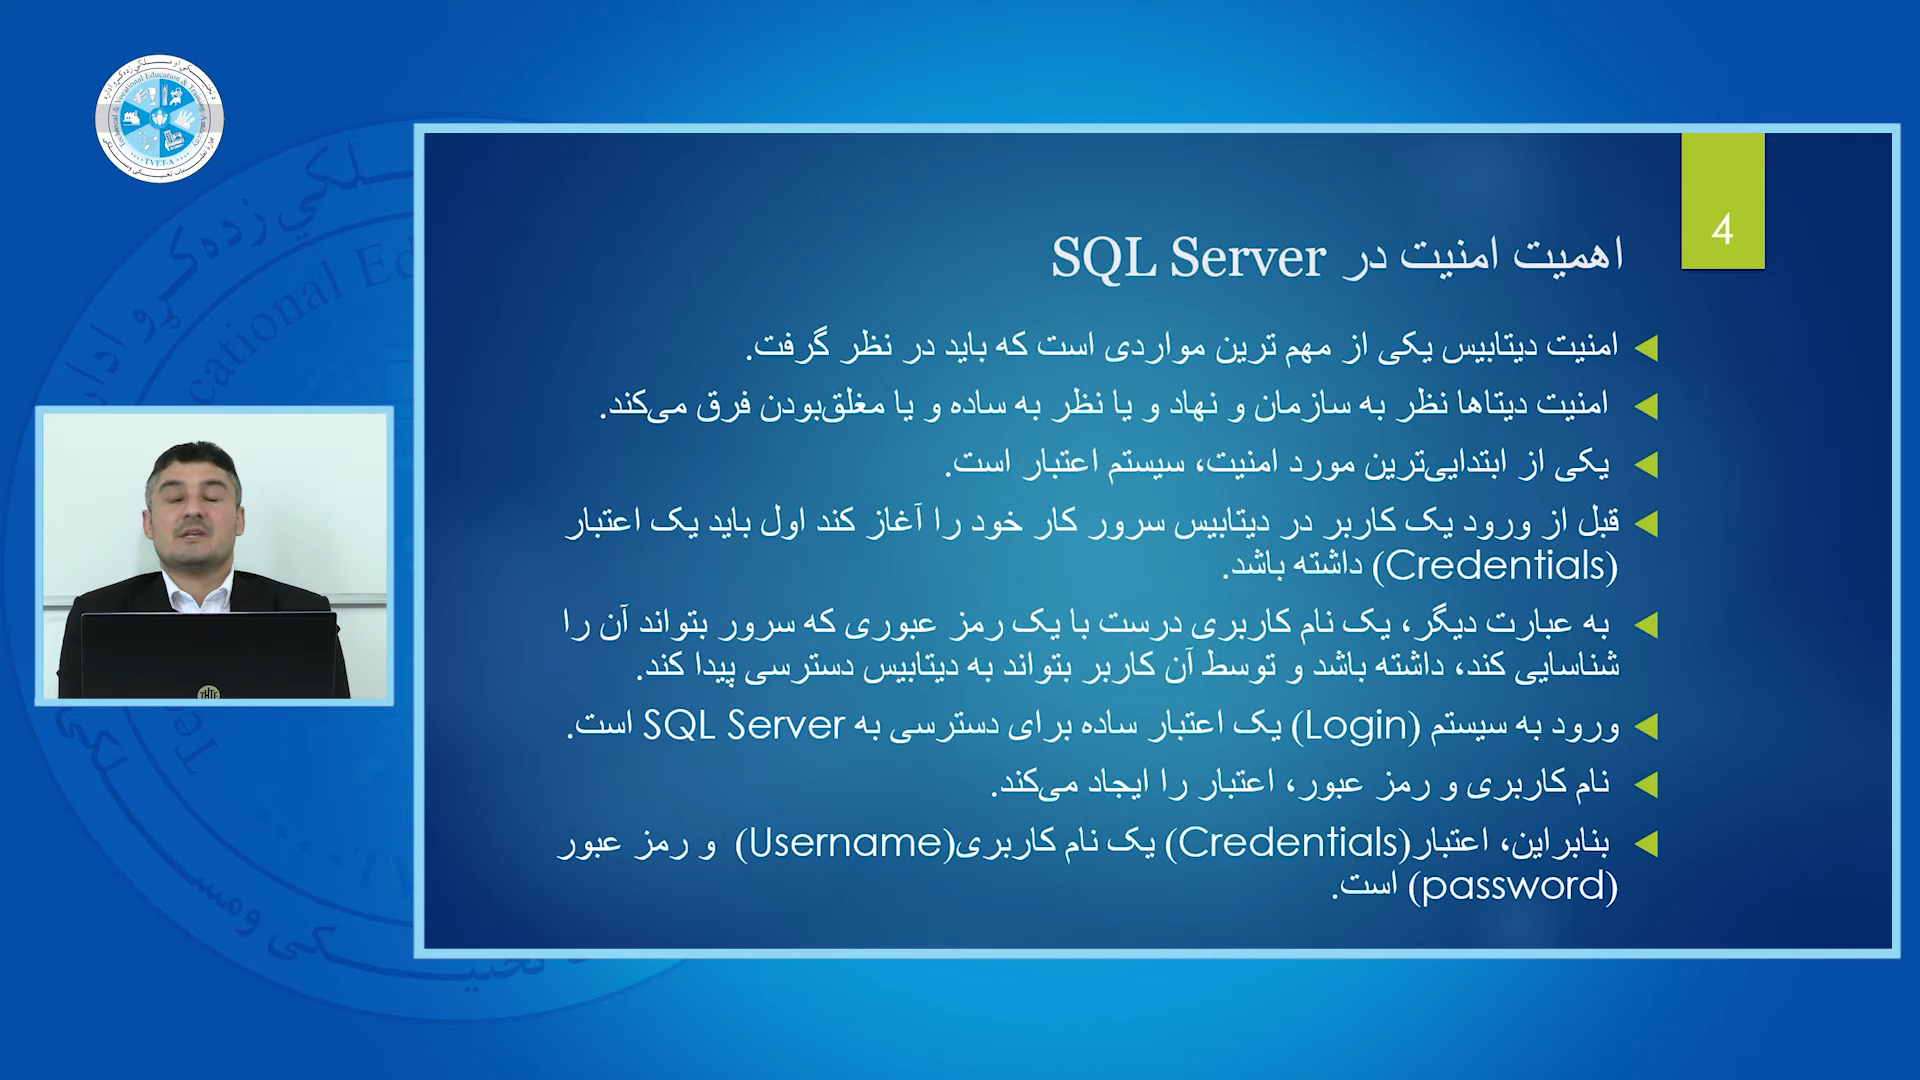 4
اهمیت امنیت در SQL Server
امنیت دیتابیس یکی از مهم ترین مواردی است که باید در نظر گرفت.
امنیت دیتاها نظر به سازمان و نهاد و یا نظر به ساده و یا مغلق‌بودن فرق می‌کند.
یکی از ابتدایی‌ترین مورد امنیت، سیستم اعتبار است.
قبل از ورود یک کاربر در دیتابیس سرور کار خود را آغاز کند اول باید یک اعتبار
(Credentials) داشته باشد.
به عبارت دیگر، یک نام کاربری درست با یک رمز عبوری که سرور بتواند آن را
شناسایی کند، داشته باشد و توسط آن کاربر بتواند به دیتابیس دسترسی پیدا کند.
ورود به سیستم (Login) یک اعتبار ساده برای دسترسی به SQL Server است.
نام کاربری و رمز عبور، اعتبار را ایجاد می‌کند.
بنابراین، اعتبار(Credentials) یک نام کاربری(Username) و رمز عبور
(password) است.
TVET-A